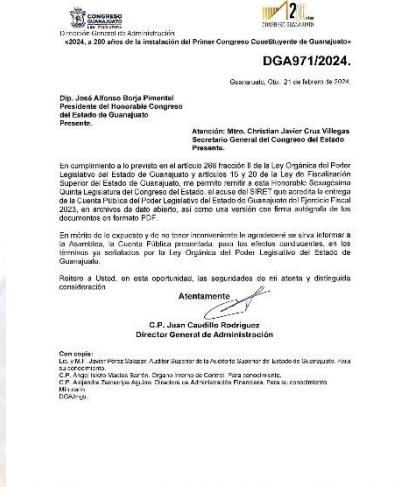 CONGRESO
GUANAJUATO
CONGRESO GUANAJUATO
Dirección General de Administración
«2024, a 200 años de la instalación del Primer Congreso Constituyente de Guanajuato»
DGA971/2024.
Guanajuato, Gto., 21 de febrero de 2024.
Dip. José Alfonso Borja Pimentel
Presidente del Honorable Congreso
del Estado de Guanajuato
Presente.
Atención: Mtro. Christian Javier Cruz Villegas
Secretario General del Congreso del Estado
Presente.
En cumplimiento a lo previsto en el artículo 268 fracción II de la Ley Orgánica del Poder
Legislativo del Estado de Guanajuato y artículos 15 y 20 de la Ley de Fiscalización
Superior del Estado de Guanajuato, me permito remitir a esta Honorable Sexagésima
Quinta Legislatura del Congreso del Estado, el acuse del SIRET que acredita la entrega
de la Cuenta Pública del Poder Legislativo del Estado de Guanajuato del Ejercicio Fiscal
2023, en archivos de dato abierto, así como una versión con firma autógrafa de los
documentos en formato PDF.
En mérito de lo expuesto y de no tener inconveniente le agradeceré se sirva informar a
la Asamblea, la Cuenta Pública presentada, para los efectos conducentes, en los
términos ya señalados por la Ley Orgánica del Poder Legislativo del Estado de
Guanajuato.
Reitero a Usted, en esta oportunidad, las seguridades de mi atenta y distinguida
consideración
Atentamente
C.P. Juan Caudillo Rodríguez
Director General de Administración
Con copia:
Lic. y M.F. Javier Pérez Salazar. Auditor Superior de la Auditoría Superior del Estado de Guanajuato. Para
su conocimiento.
C.P. Ángel Isidro Macías Barrón. Órgano Interno de Control. Para conocimiento.
C.P. Alejandra Zamarripa Aguirre. Directora de Administración Financiera. Para su conocimiento
Minutario